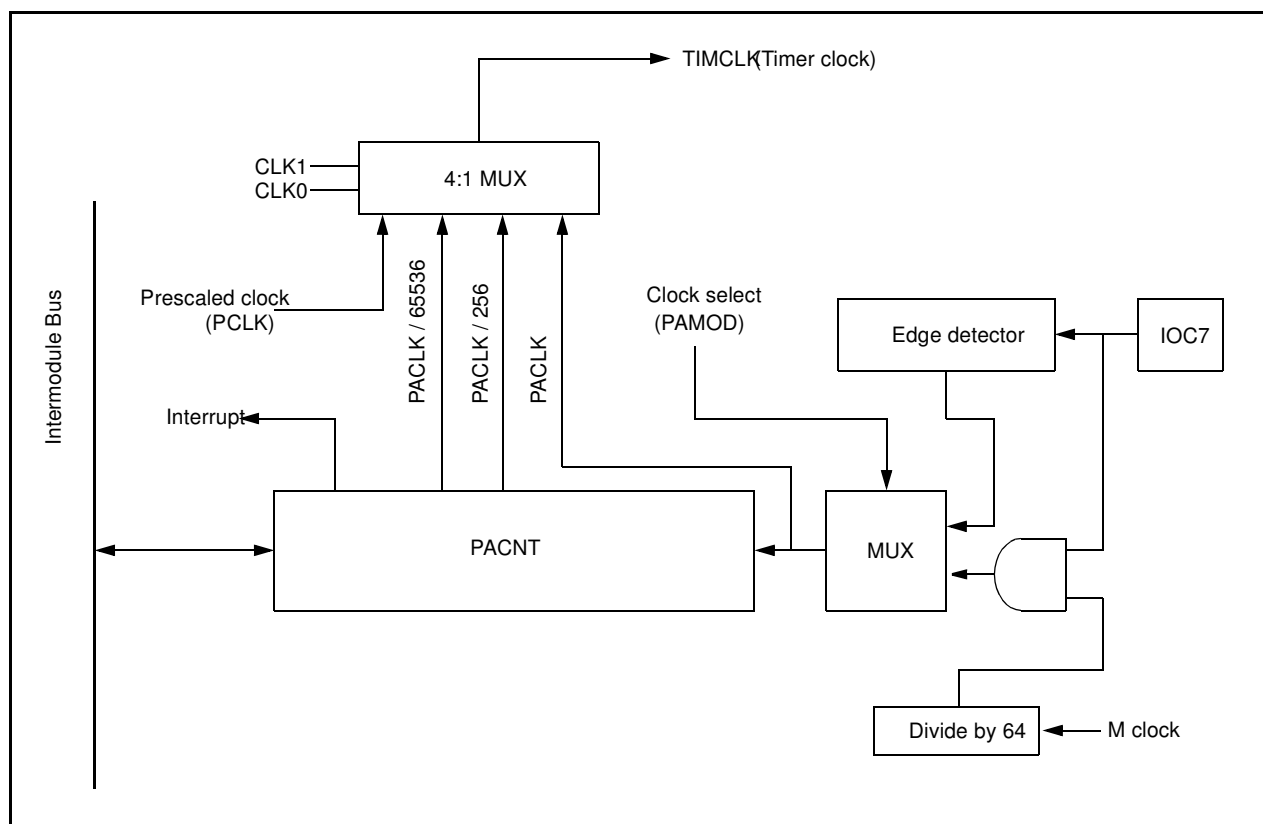 TIMCLK(Timer clock)
CLK1
CLK0
4:1 MUX
Prescaled clock
(PCLK)
PACLK / 65536
PACLK / 256
PACLK
Clock select
(PAMOD)
Edge detector
IOC7
Intermodule Bus
Interrupt
PACNT
MUX
Divide by 64
M clock